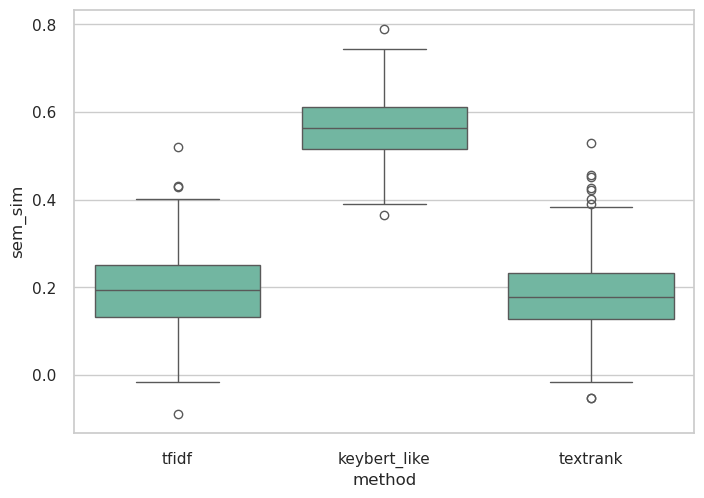 0.8
0.6
0.4
0.2
0.0
sem_sim
tfidf
keybert_like
textrank
method